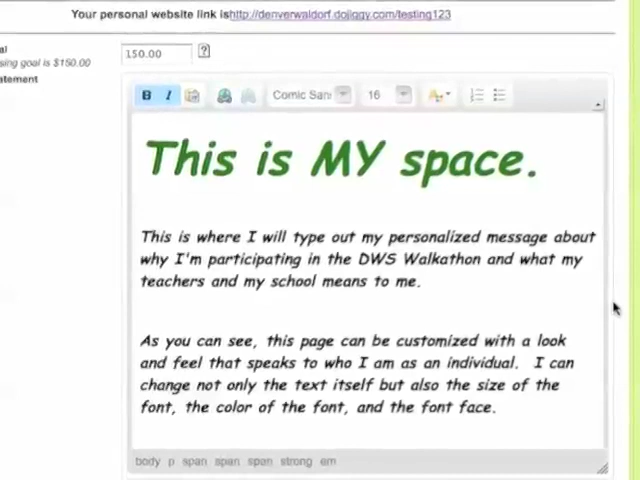 Your personal website link ishttp://denverwaldorf.dojiggy.com/testing123
al
150.00
?
sing goal is $150.00
tatement
B I Comic San 16
This is MY space.
This is where I will type out my personalized message about
why I'm participating in the DWS Walkathon and what my
teachers and my school means to me.
As you can see, this page can be customized with a look
and feel that speaks to who I am as an individual. I can
change not only the text itself but also the size of the
font, the color of the font, and the font face.
body p span span span strong em